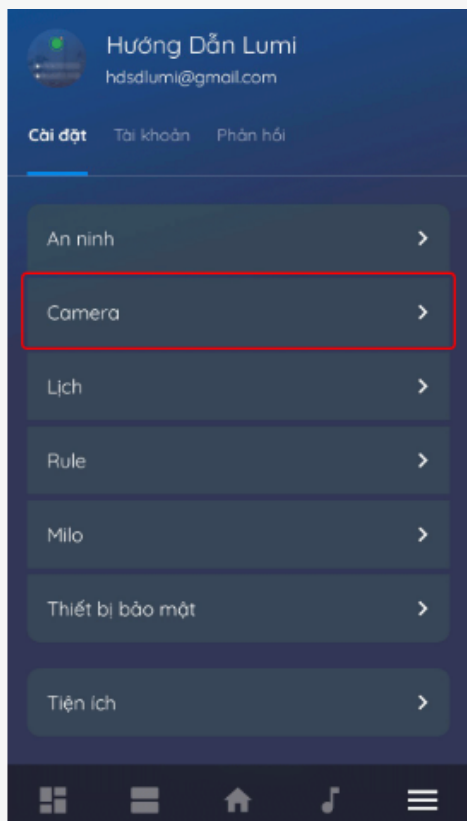 Hướng Dẫn Lumi
hdsdlumi@gmail.com
Cài đặt Tài khoản Phản hồi
An ninh
Camera
Lịch
Rule
Milo
Thiết bị bảo mật
Tiện ích